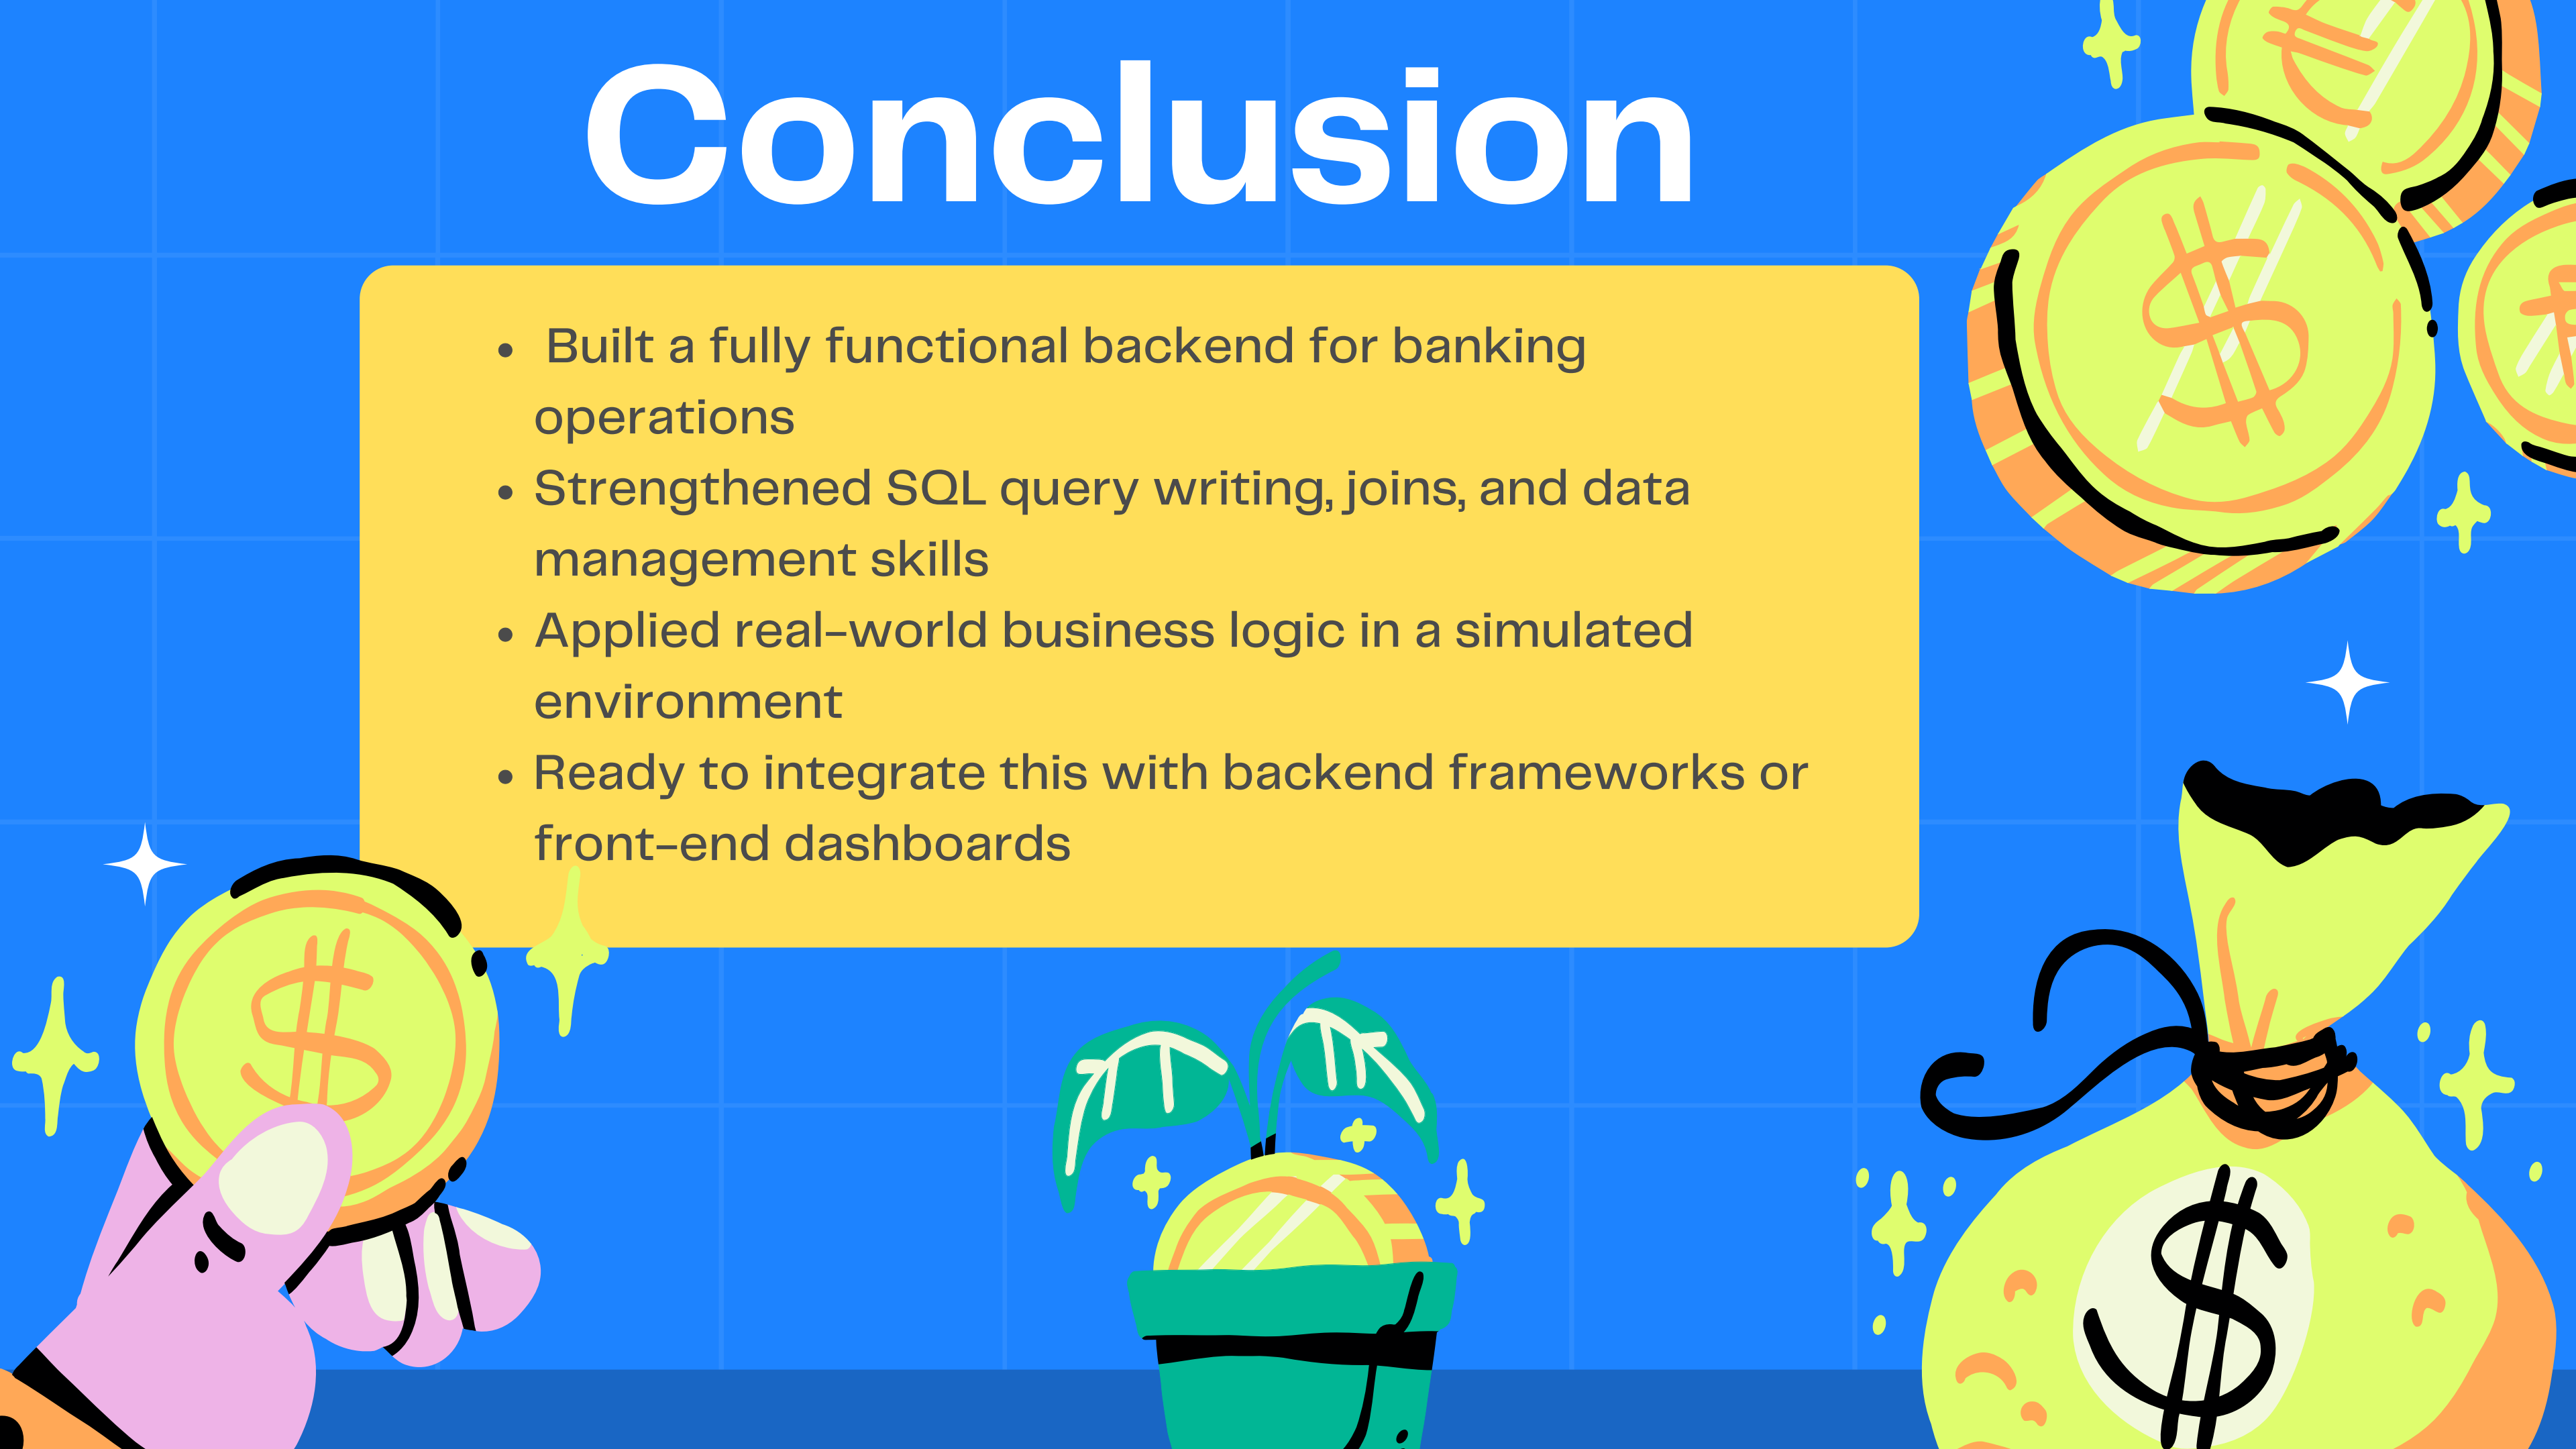 Conclusion
• Built a fully functional backend for banking
operations
• Strengthened SQL query writing, joins, and data
management skills
• Applied real-world business logic in a simulated
environment
• Ready to integrate this with backend frameworks or
front-end dashboards